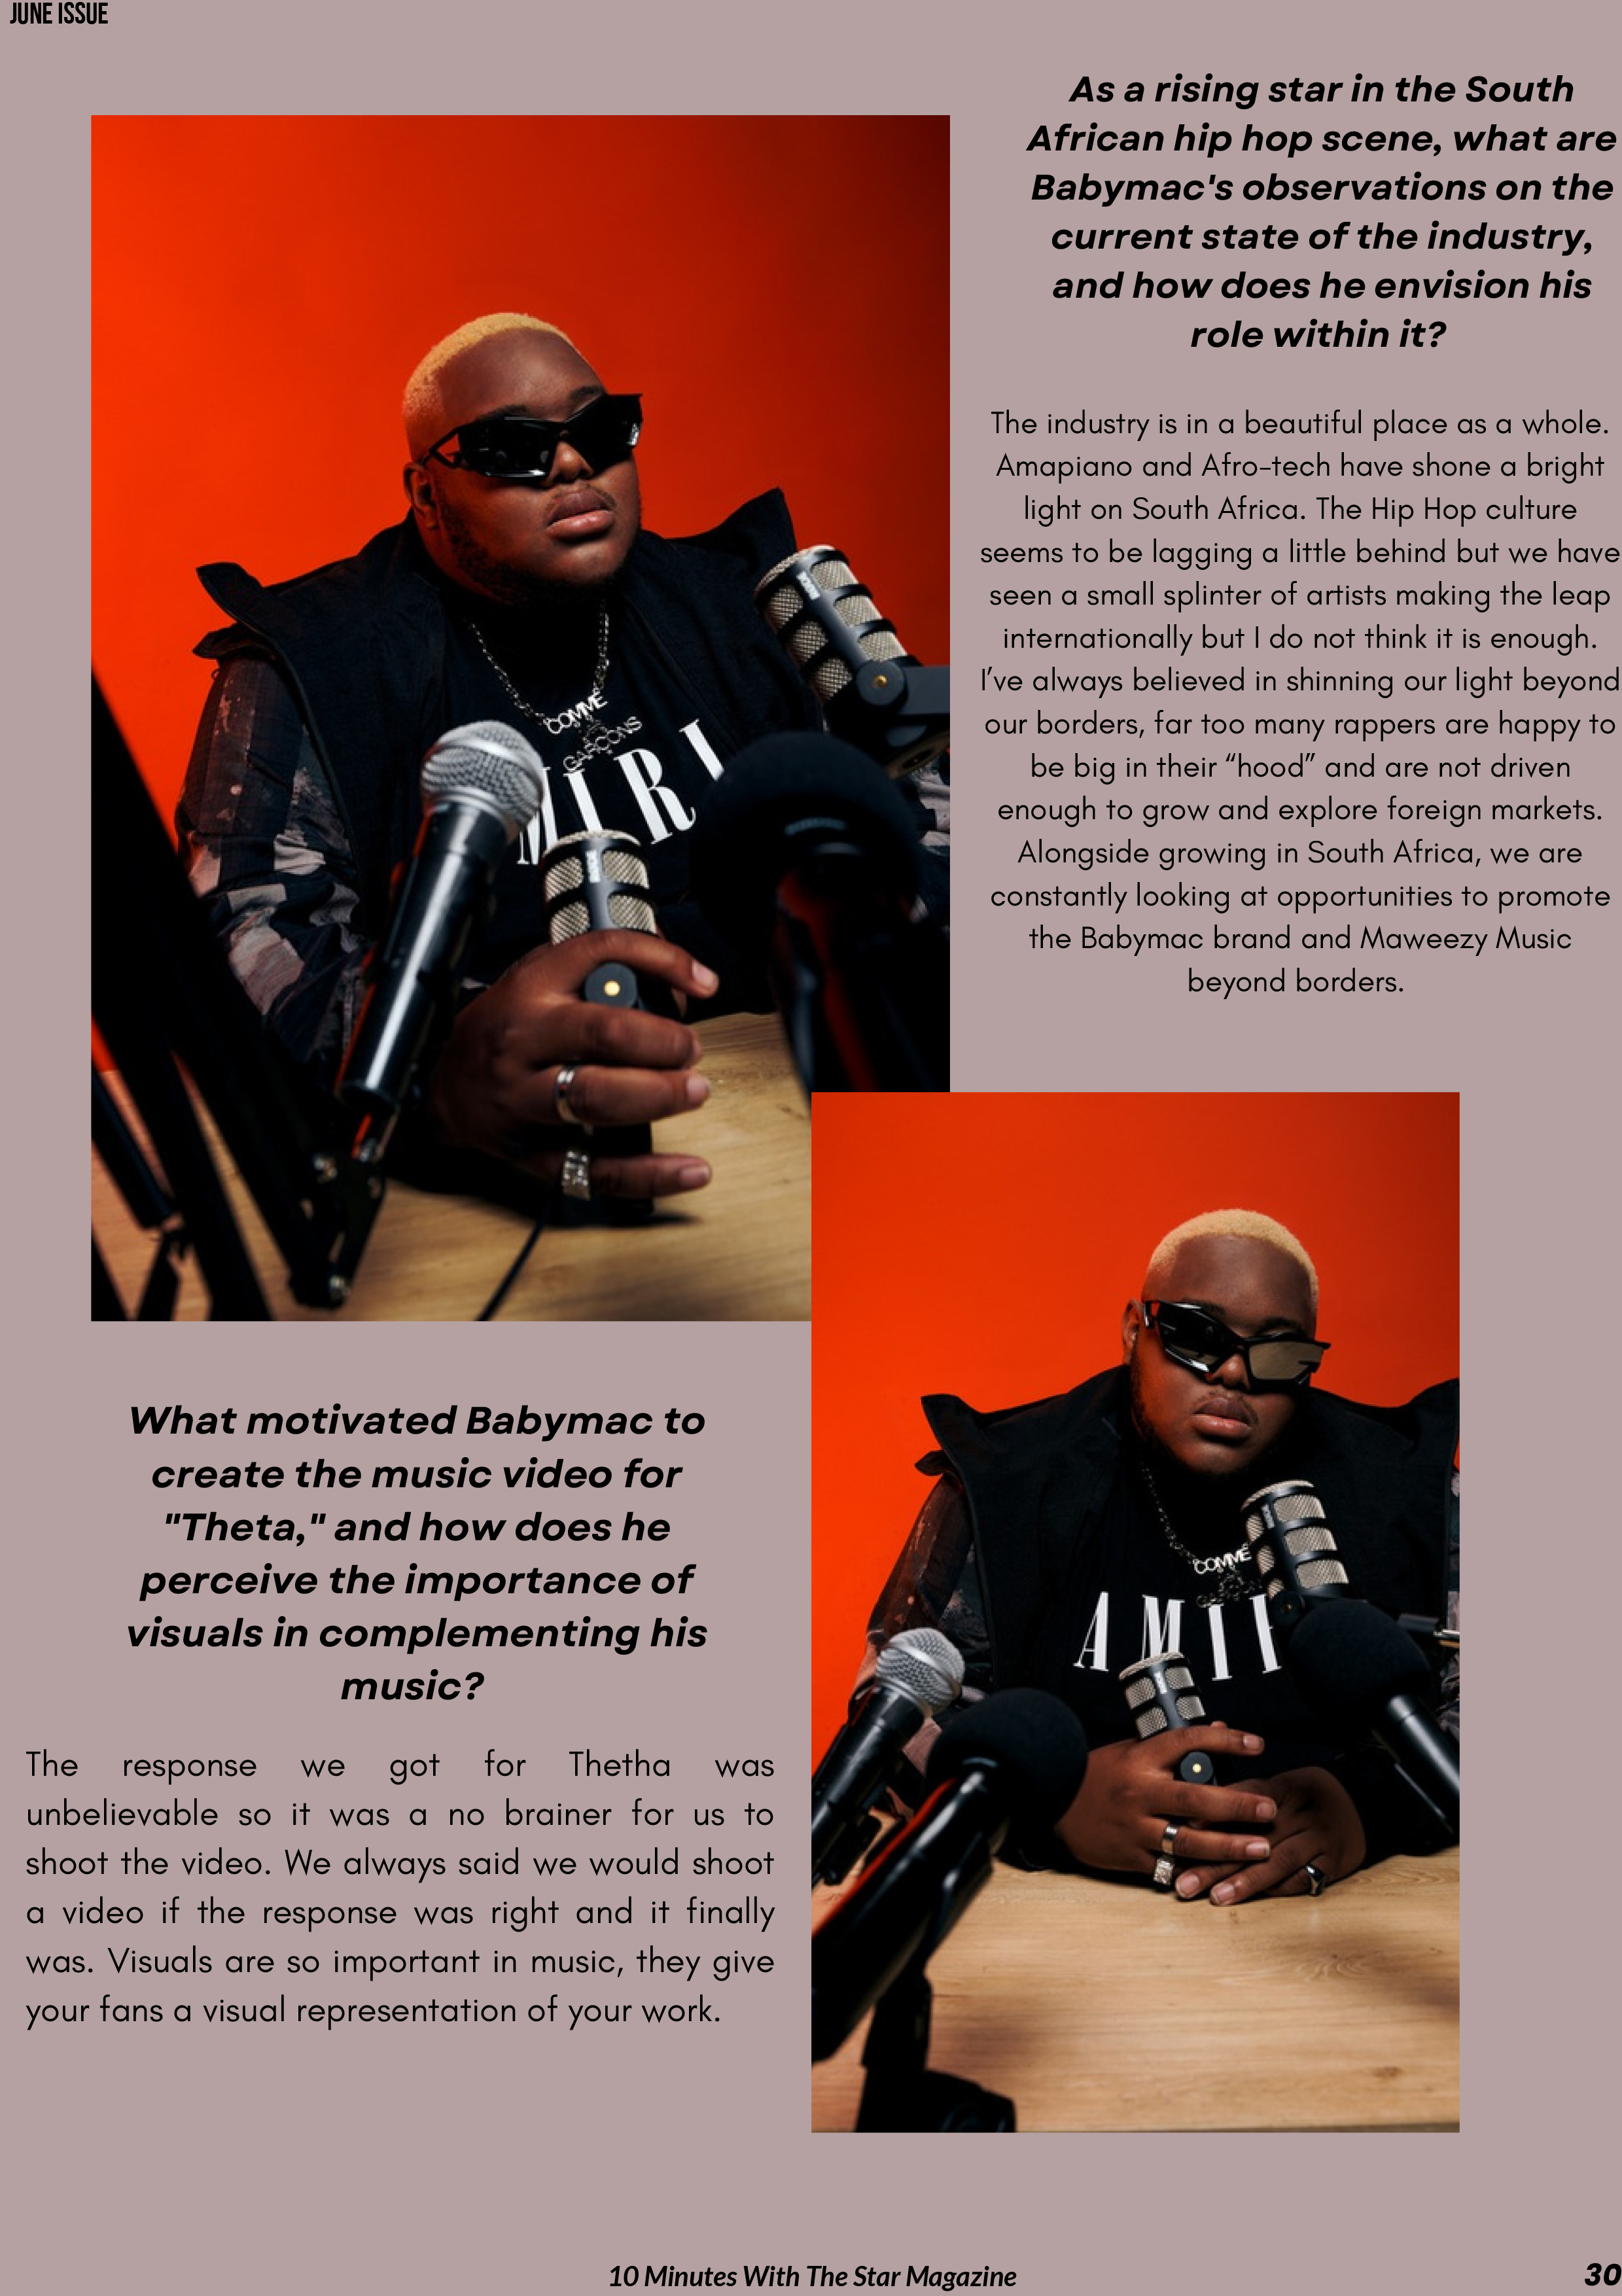 JUNE ISSUE
As a rising star in the South
African hip hop scene, what are
Babymac's observations on the
current state of the industry,
and how does he envision his
role within it?
The industry is in a beautiful place as a whole.
Amapiano and Afro-tech have shone a bright
light on South Africa. The Hip Hop culture
seems to be lagging a little behind but we have
seen a small splinter of artists making the leap
internationally but I do not think it is enough.
I’ve always believed in shinning our light beyond
our borders, far too many rappers are happy to
be big in their “hood” and are not driven
enough to grow and explore foreign markets.
Alongside growing in South Africa, we are
constantly looking at opportunities to promote
the Babymac brand and Maweezy Music
beyond borders.
COMME
GARCONS
MIRI
COMME
AMI
What motivated Babymac to
create the music video for
"Theta," and how does he
perceive the importance of
visuals in complementing his
music?
The response we got for Thetha was
unbelievable so it was a no brainer for us to
shoot the video. We always said we would shoot
a video if the response was right and it finally
was. Visuals are so important in music, they give
your fans a visual representation of your work.
10 Minutes With The Star Magazine
30